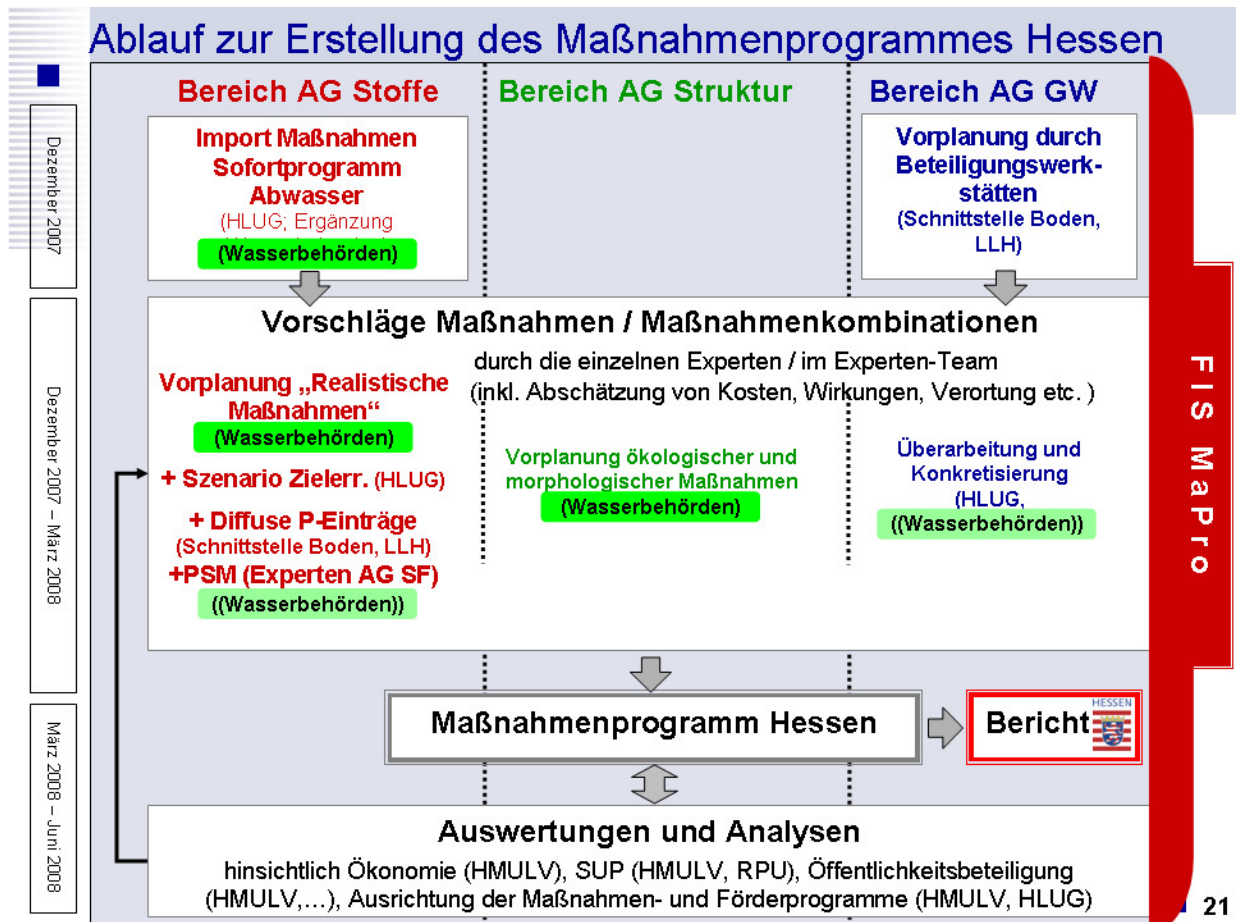 Ablauf zur Erstellung des Maßnahmenprogrammes Hessen
Dezember 2007
Dezember 2007 – März 2008
März 2008 – Juni 2008
Bereich AG Stoffe
Bereich AG Struktur
Bereich AG GW
Import Maßnahmen
Sofortprogramm
Abwasser
(HLUG; Ergänzung
(Wasserbehörden)
Vorplanung durch
Beteiligungswerk-
stätten
(Schnittstelle Boden,
LLH)
Vorschläge Maßnahmen / Maßnahmenkombinationen
durch die einzelnen Experten / im Experten-Team
(inkl. Abschätzung von Kosten, Wirkungen, Verortung etc. )
Vorplanung „Realistische
Maßnahmen“
(Wasserbehörden)
+ Szenario Zielerr. (HLUG)
+ Diffuse P-Einträge
(Schnittstelle Boden, LLH)
+PSM (Experten AG SF)
((Wasserbehörden))
Vorplanung ökologischer und
morphologischer Maßnahmen
(Wasserbehörden)
Überarbeitung und
Konkretisierung
(HLUG,
((Wasserbehörden))
Maßnahmenprogramm Hessen
Bericht
HESSEN
Auswertungen und Analysen
hinsichtlich Ökonomie (HMULV), SUP (HMULV, RPU), Öffentlichkeitsbeteiligung
(HMULV,…), Ausrichtung der Maßnahmen- und Förderprogramme (HMULV, HLUG)
FIS MaPro
21